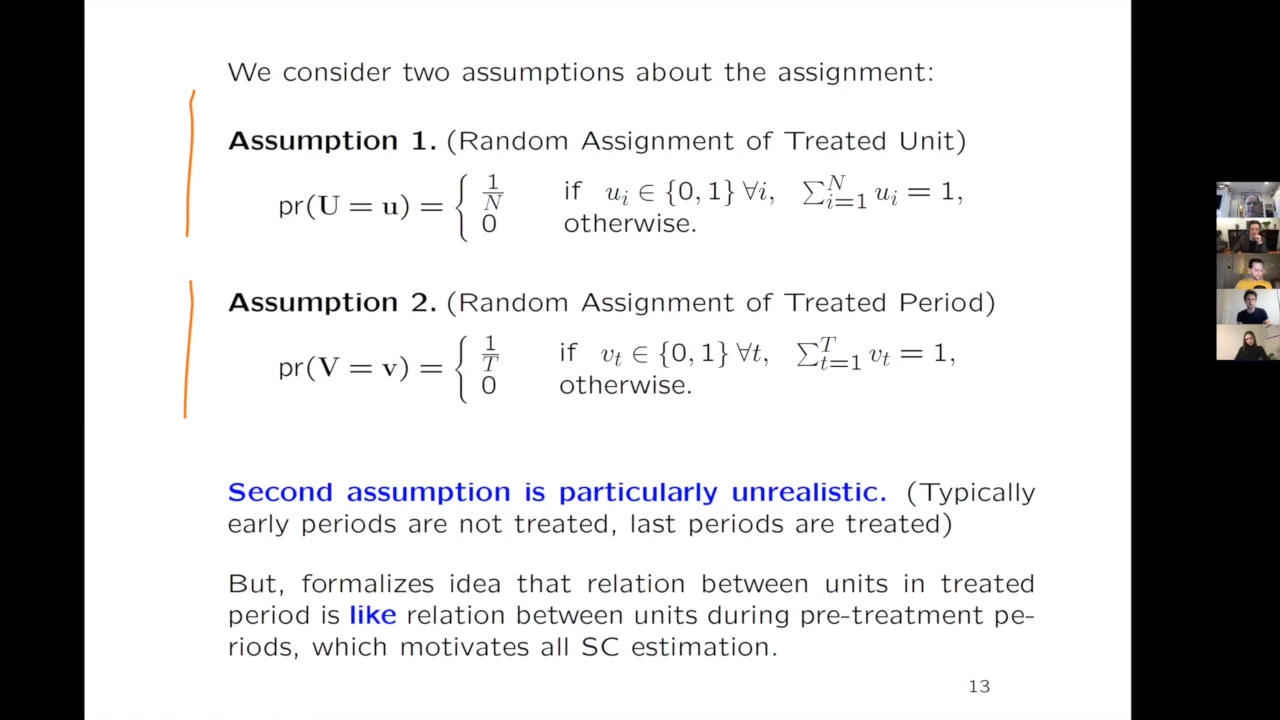 We consider two assumptions about the assignment:
Assumption 1. (Random Assignment of Treated Unit)
pr(U = u) = { 1/N if u_i ∈ {0, 1} ∀i, ∑_{i=1}^N u_i = 1,
0 otherwise.
Assumption 2. (Random Assignment of Treated Period)
pr(V = v) = { 1/T if v_t ∈ {0, 1} ∀t, ∑_{t=1}^T v_t = 1,
0 otherwise.
Second assumption is particularly unrealistic. (Typically
early periods are not treated, last periods are treated)
But, formalizes idea that relation between units in treated
period is like relation between units during pre-treatment pe-
riods, which motivates all SC estimation.
13